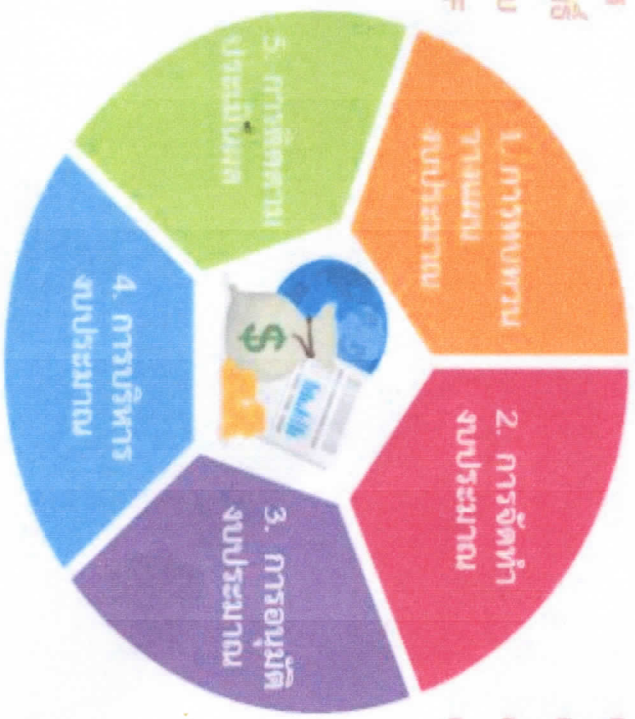 1. การทบทวน
วางแผน
งบประมาณ
2. การจัดทำ
งบประมาณ
3. การอนุมัติ
งบประมาณ
4. การบริหาร
งบประมาณ
5. การติดตาม
ประเมินผล
$